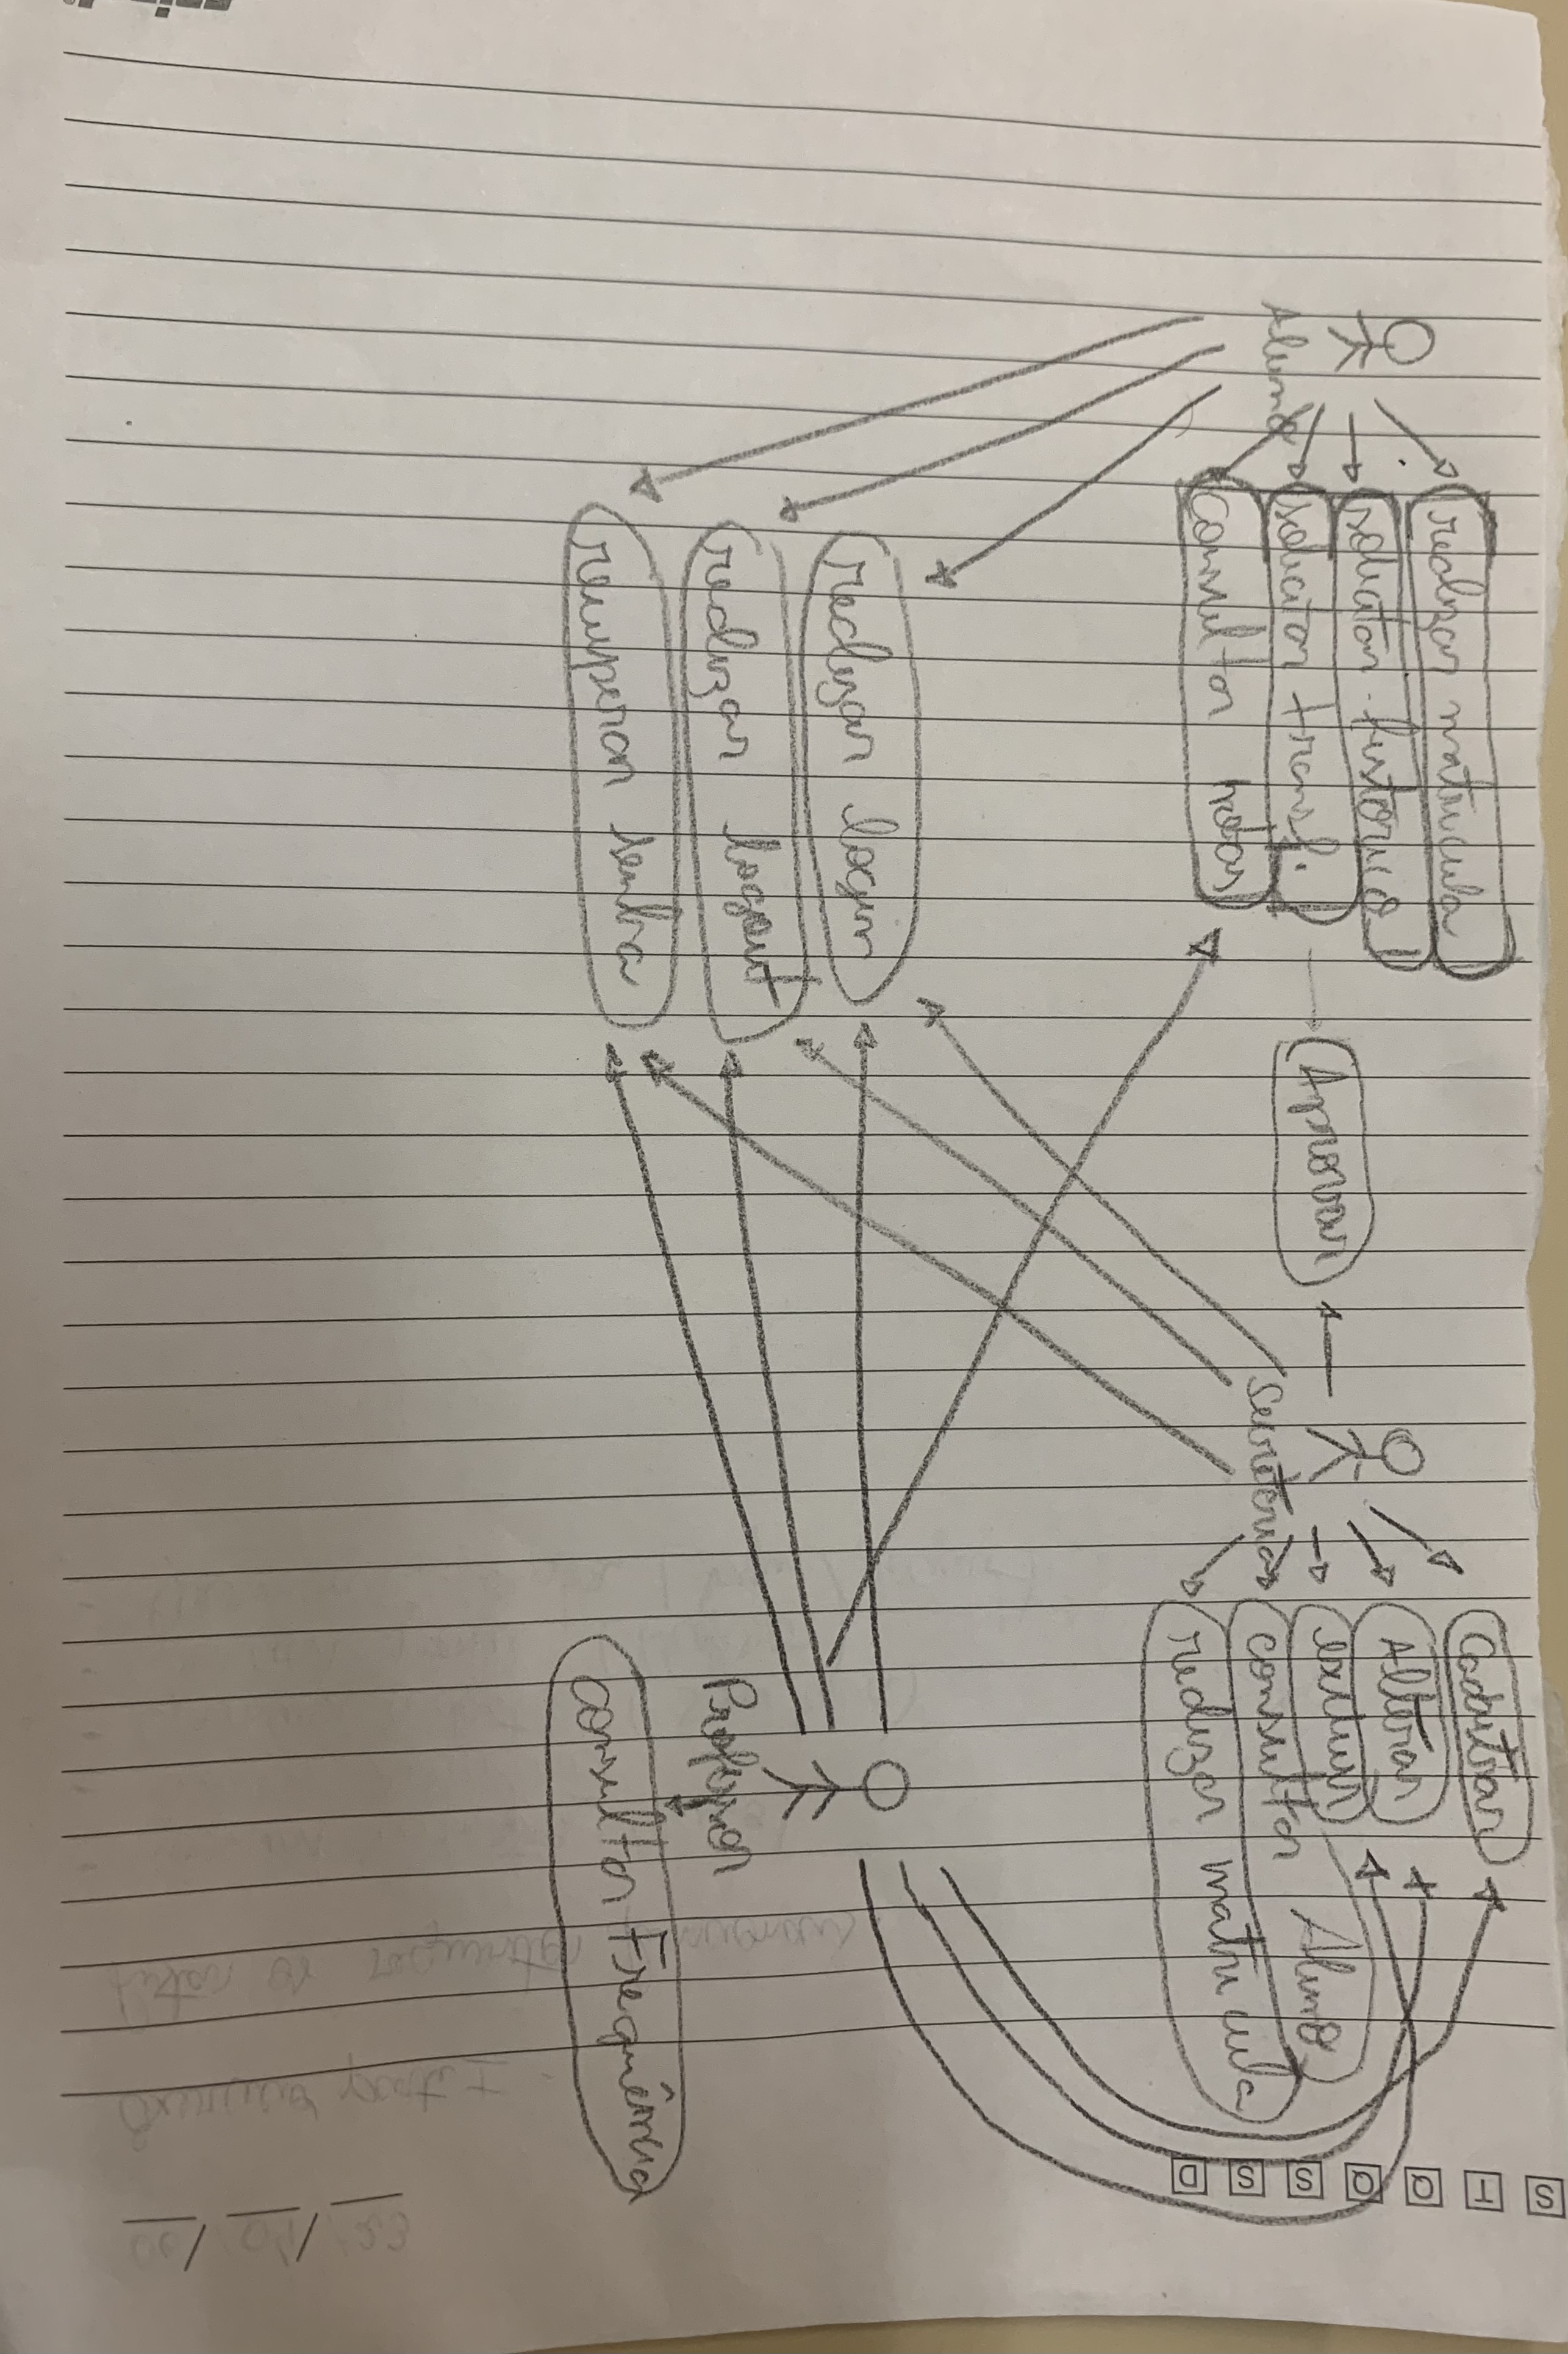 Aluno
realizar matrícula
solicitar histórico
solicitar transf.
Consultar notas
realizar login
realizar logout
recuperar senha
Aprovar
Secretária
Cadastrar
Alterar
excluir
consultar Aluno
realizar matrícula
Professor
Consultar Frequência
S T Q Q S S D